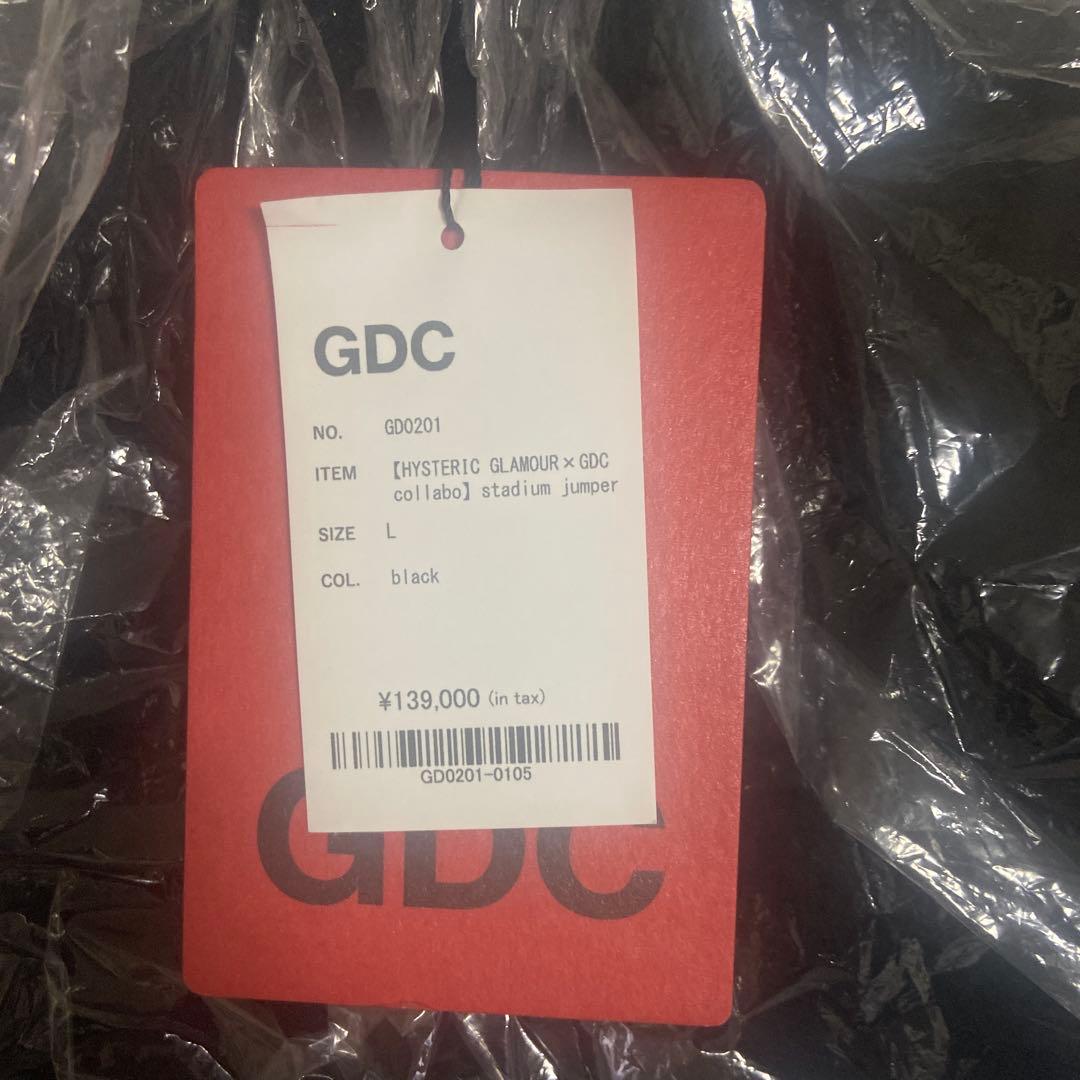 GDC
NO. GD0201
ITEM 【HYSTERIC GLAMOUR×GDC
collabo】stadium jumper
SIZE L
COL. black
¥139,000 (in tax)
GD0201-0105
GDC